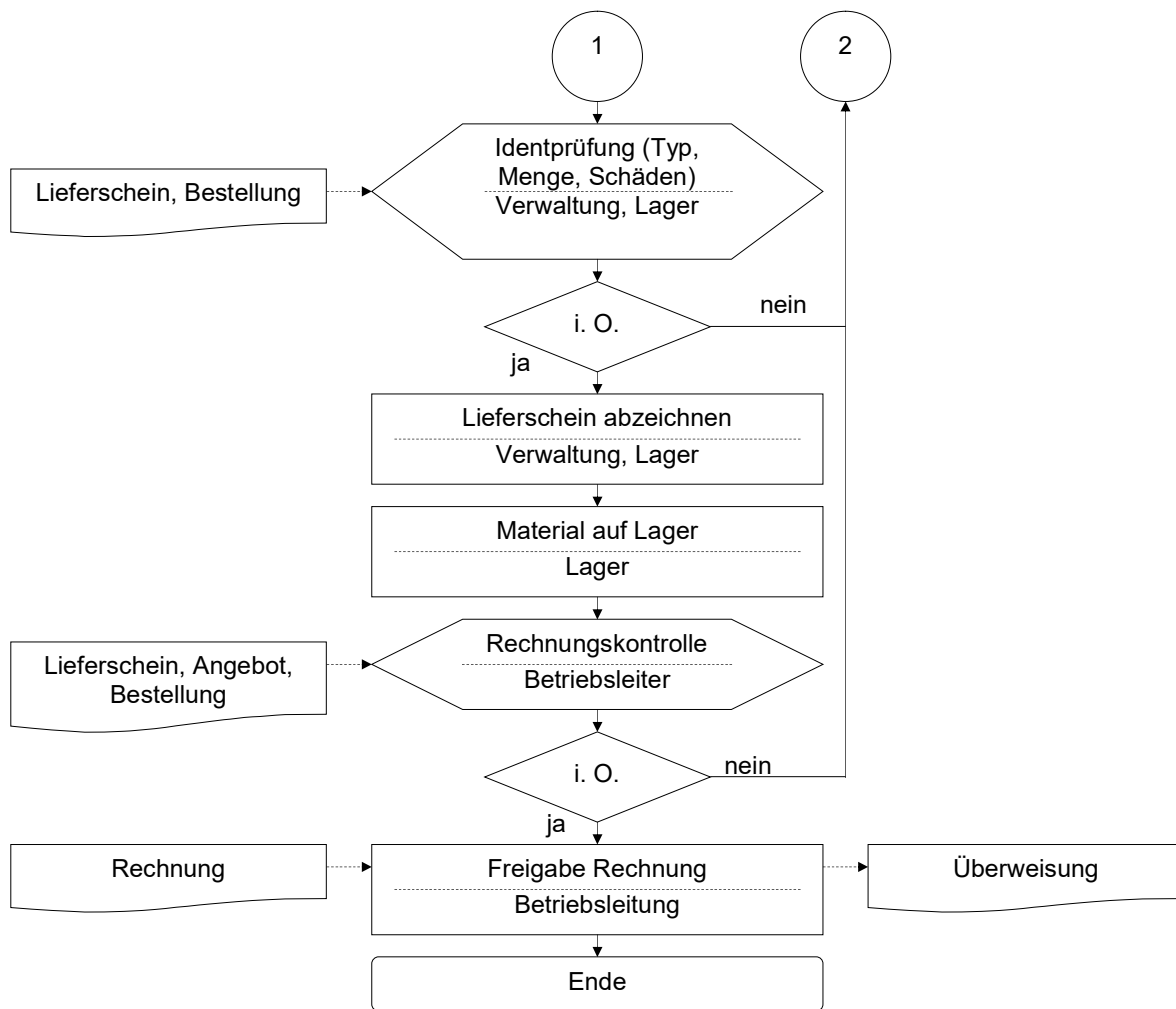 1
2
Identprüfung (Typ,
Menge, Schäden)
Verwaltung, Lager
Lieferschein, Bestellung
nein
i. O.
ja
Lieferschein abzeichnen
Verwaltung, Lager
Material auf Lager
Lager
Rechnungskontrolle
Betriebsleiter
Lieferschein, Angebot,
Bestellung
nein
i. O.
ja
Rechnung
Freigabe Rechnung
Betriebsleitung
Überweisung
Ende